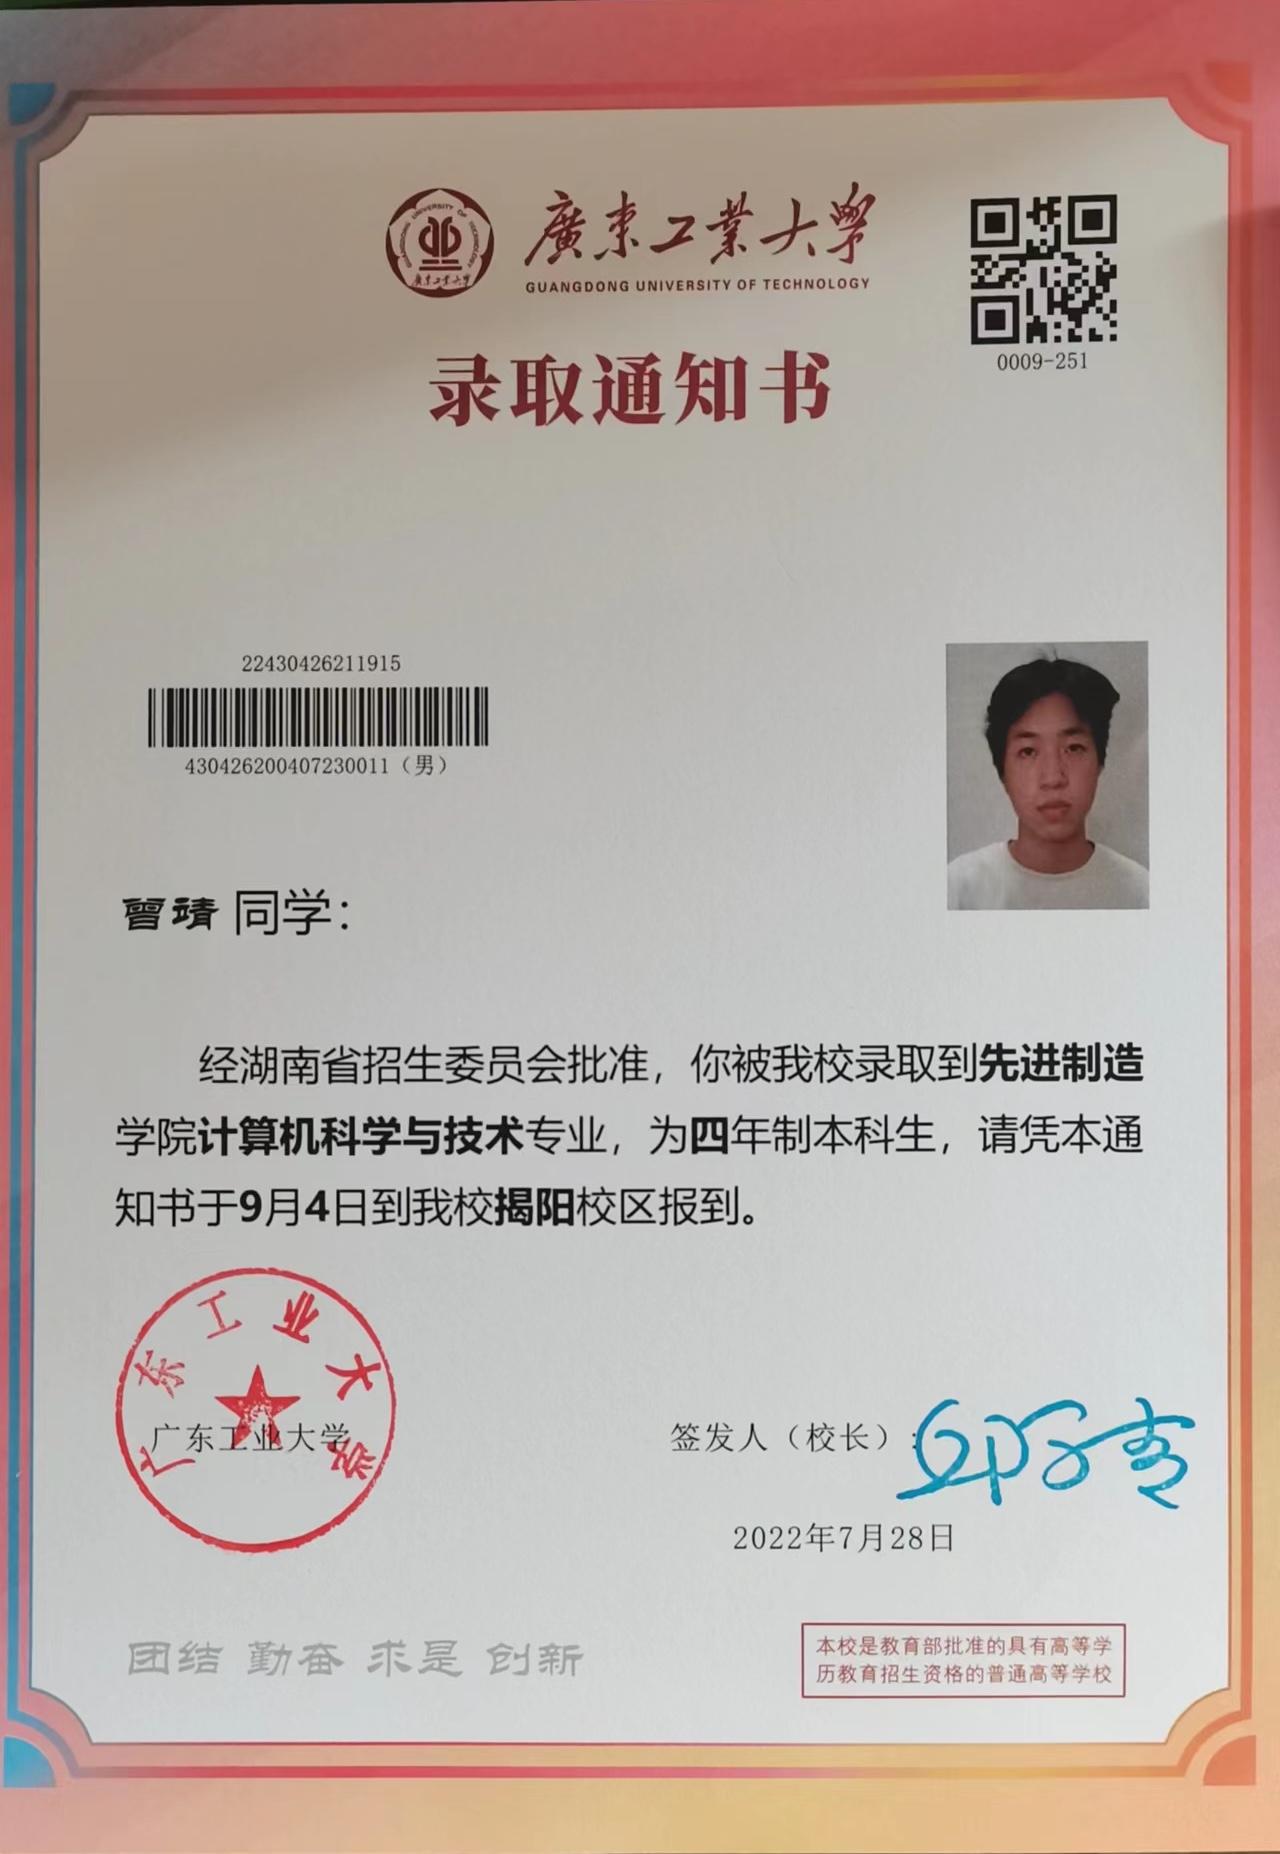 廣東工業大學
GUANGDONG UNIVERSITY OF TECHNOLOGY
GUANGDONG UNIVERSITY OF TECHNOLOGY
廣東工業大學
0009-251
录取通知书
22430426211915
430426200407230011（男）
曾靖 同学：
经湖南省招生委员会批准，你被我校录取到先进制造
学院计算机科学与技术专业，为四年制本科生，请凭本通
知书于9月4日到我校揭阳校区报到。
广东工业大学
广东工业大学
签发人（校长）：
2022年7月28日
团结 勤奋 求是 创新
本校是教育部批准的具有高等学
历教育招生资格的普通高等学校